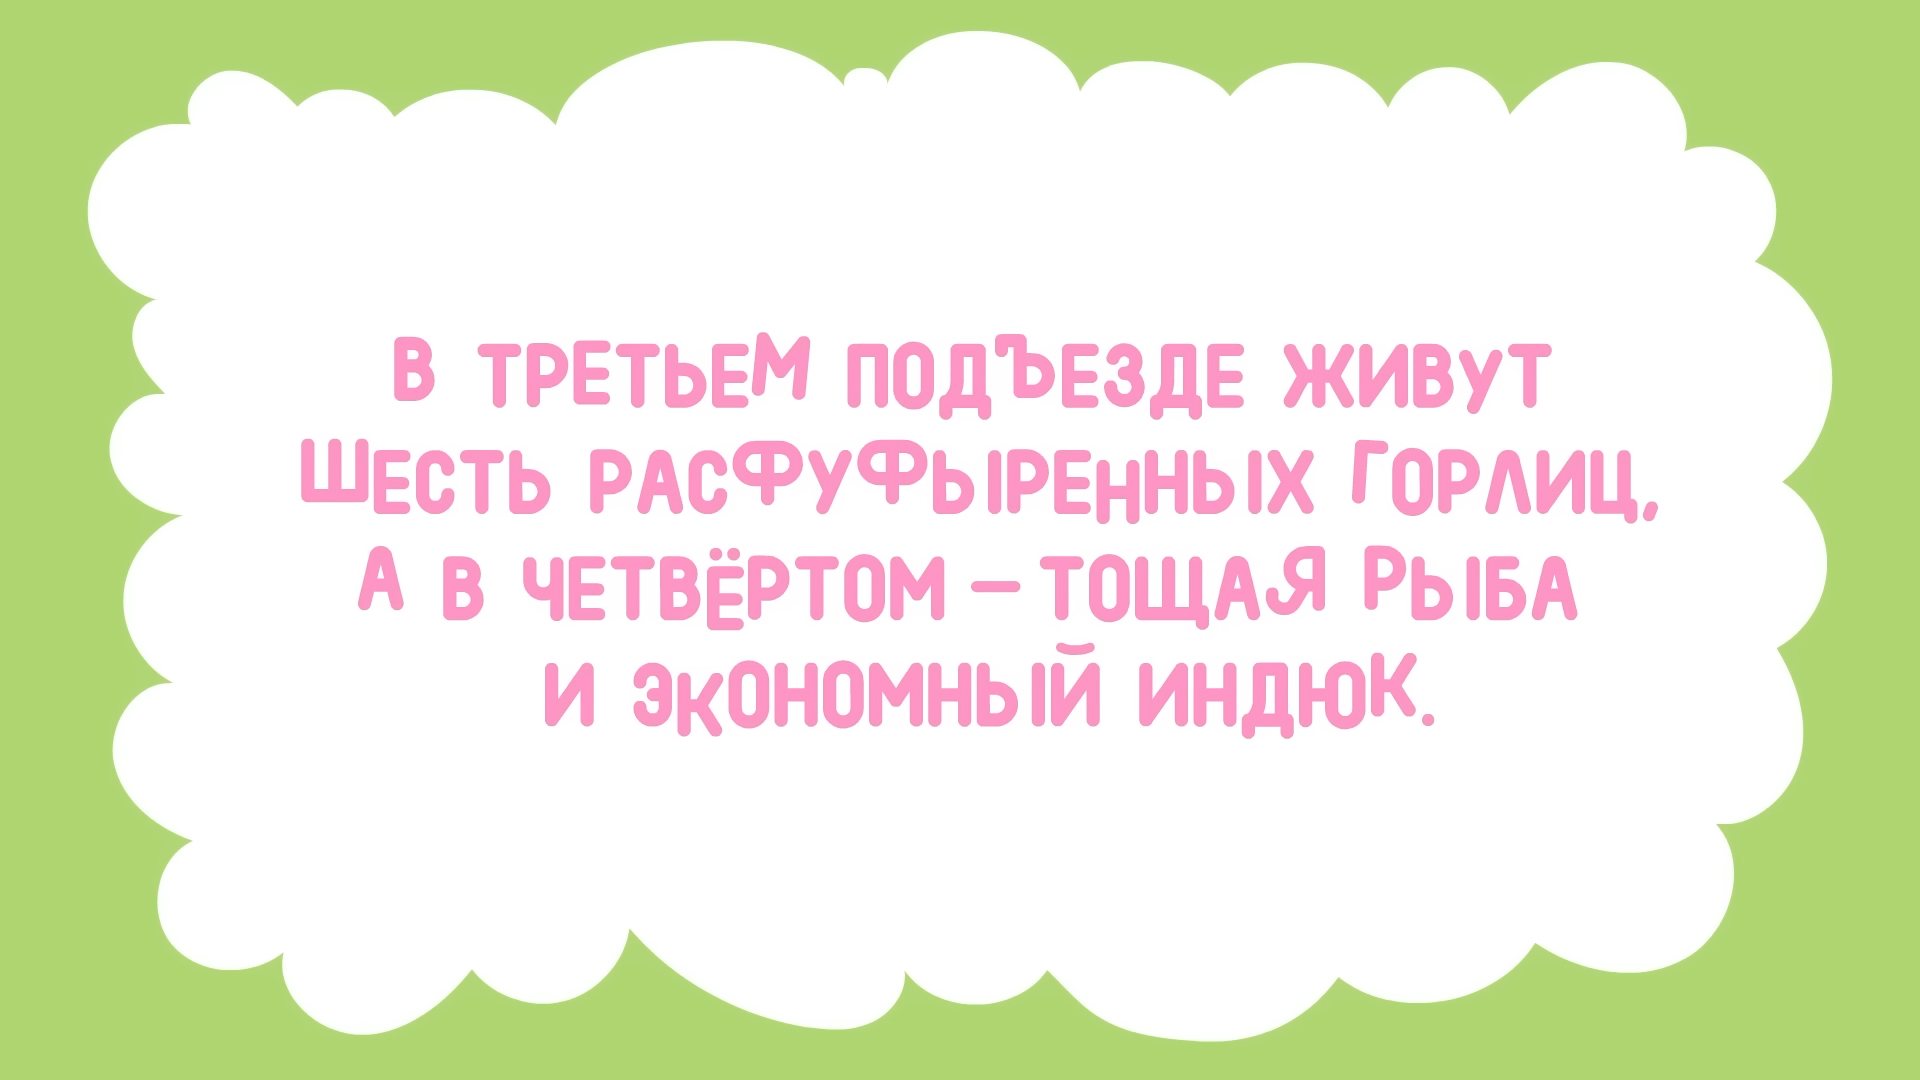 В ТРЕТЬЕМ ПОДЪЕЗДЕ ЖИВУТ
ШЕСТЬ РАСФУФЫРЕННЫХ ГОРЛИЦ,
А В ЧЕТВЁРТОМ – ТОЩАЯ РЫБА
И ЭКОНОМНЫЙ ИНДЮК.